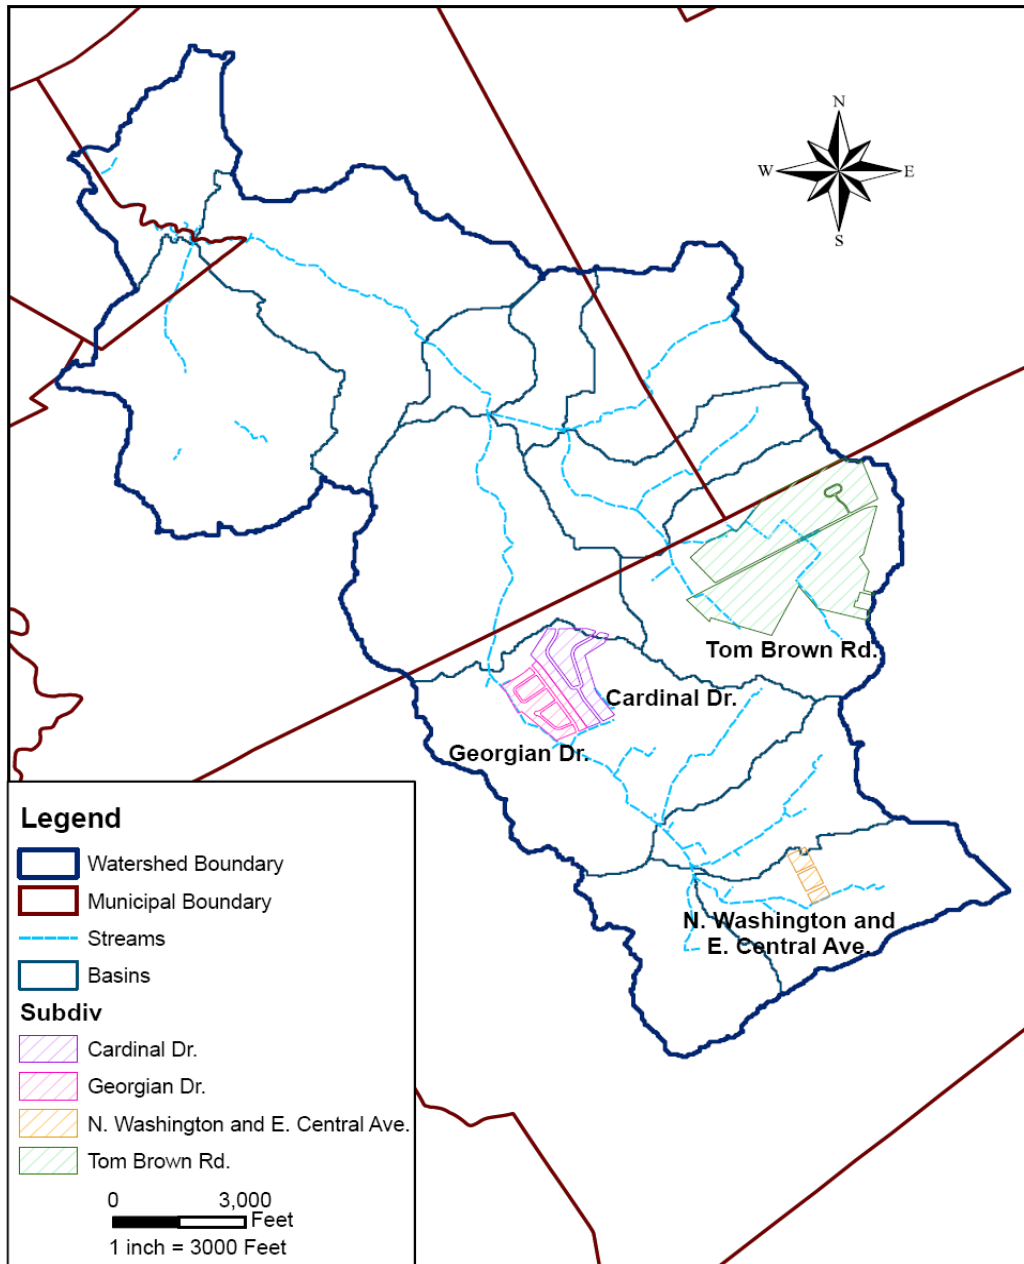 N
W
E
S
Tom Brown Rd.
Cardinal Dr.
Georgian Dr.
N. Washington and
E. Central Ave.
Legend
Watershed Boundary
Municipal Boundary
Streams
Basins
Subdiv
Cardinal Dr.
Georgian Dr.
N. Washington and E. Central Ave.
Tom Brown Rd.
0 3,000
Feet
1 inch = 3000 Feet